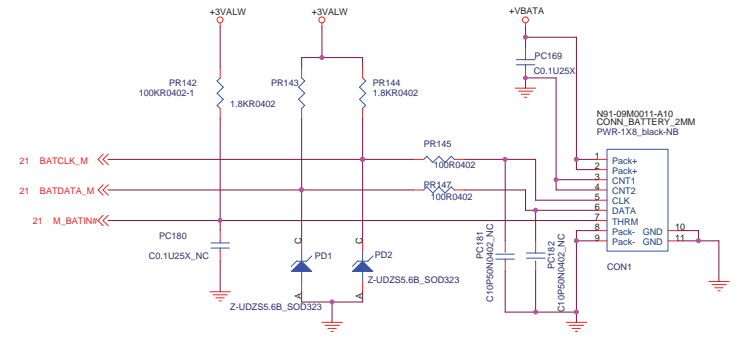 +3VALW
+3VALW
+VBATA
PR142
100KR0402-1
PR143
1.8KR0402
PR144
1.8KR0402
PC169
C0.1U25X
N91-09M0011-A10
CONN_BATTERY_2MM
PWR-1X8_black-NB
PR145
100R0402
PR147
100R0402
21 BATCLK_M
21 BATDATA_M
21 M_BATIN#
1 Pack+
2 Pack+
3 CNT1
4 CNT2
5 CLK
6 DATA
7 THRM
8 Pack- GND 10
9 Pack- GND 11
CON1
PC180
C0.1U25X_NC
C
PD1
A
Z-UDZS5.6B_SOD323
C
PD2
A
Z-UDZS5.6B_SOD323
PC181
C10P50N0402_NC
PC182
C10P50N0402_NC